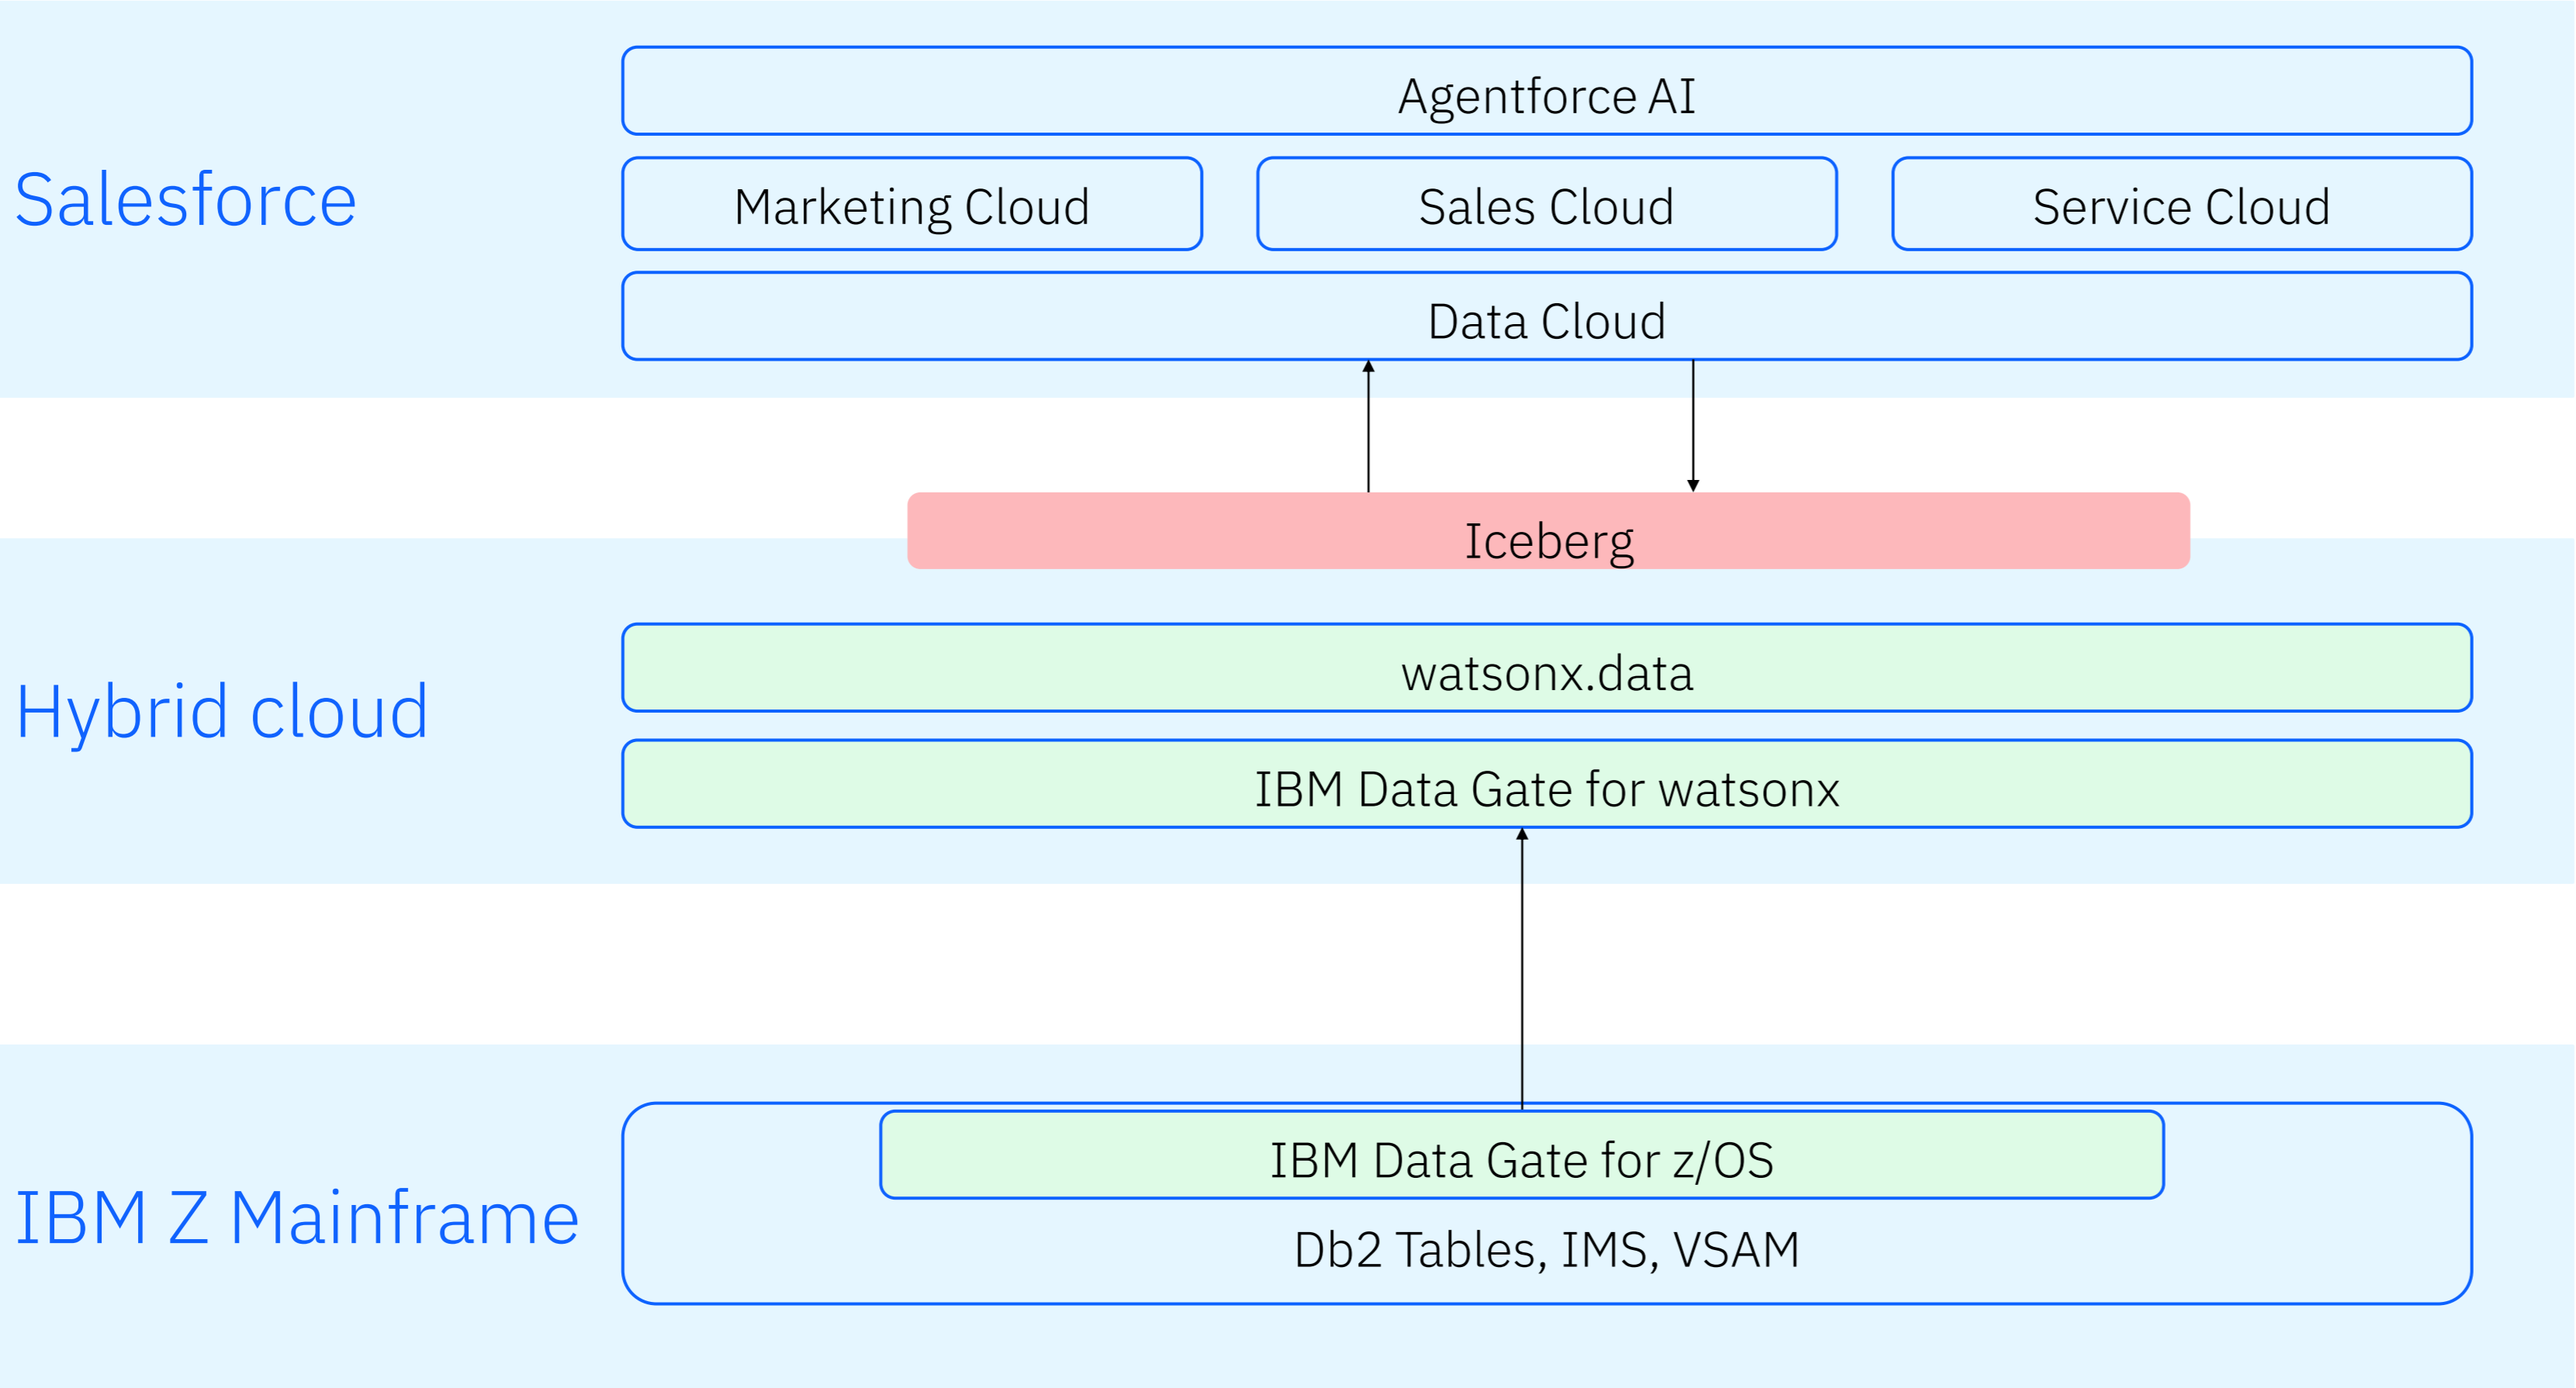 Salesforce
Agentforce AI
Marketing Cloud
Sales Cloud
Service Cloud
Data Cloud
Iceberg
Hybrid cloud
watsonx.data
IBM Data Gate for watsonx
IBM Z Mainframe
IBM Data Gate for z/OS
Db2 Tables, IMS, VSAM